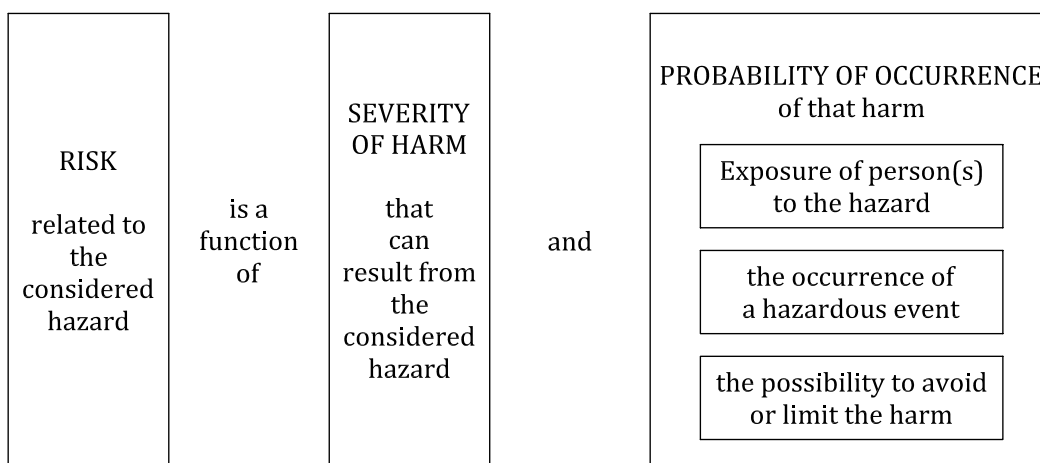 RISK
related to
the
considered
hazard
is a
function
of
SEVERITY
OF HARM
that
can
result from
the
considered
hazard
and
PROBABILITY OF OCCURRENCE
of that harm
Exposure of person(s)
to the hazard
the occurrence of
a hazardous event
the possibility to avoid
or limit the harm